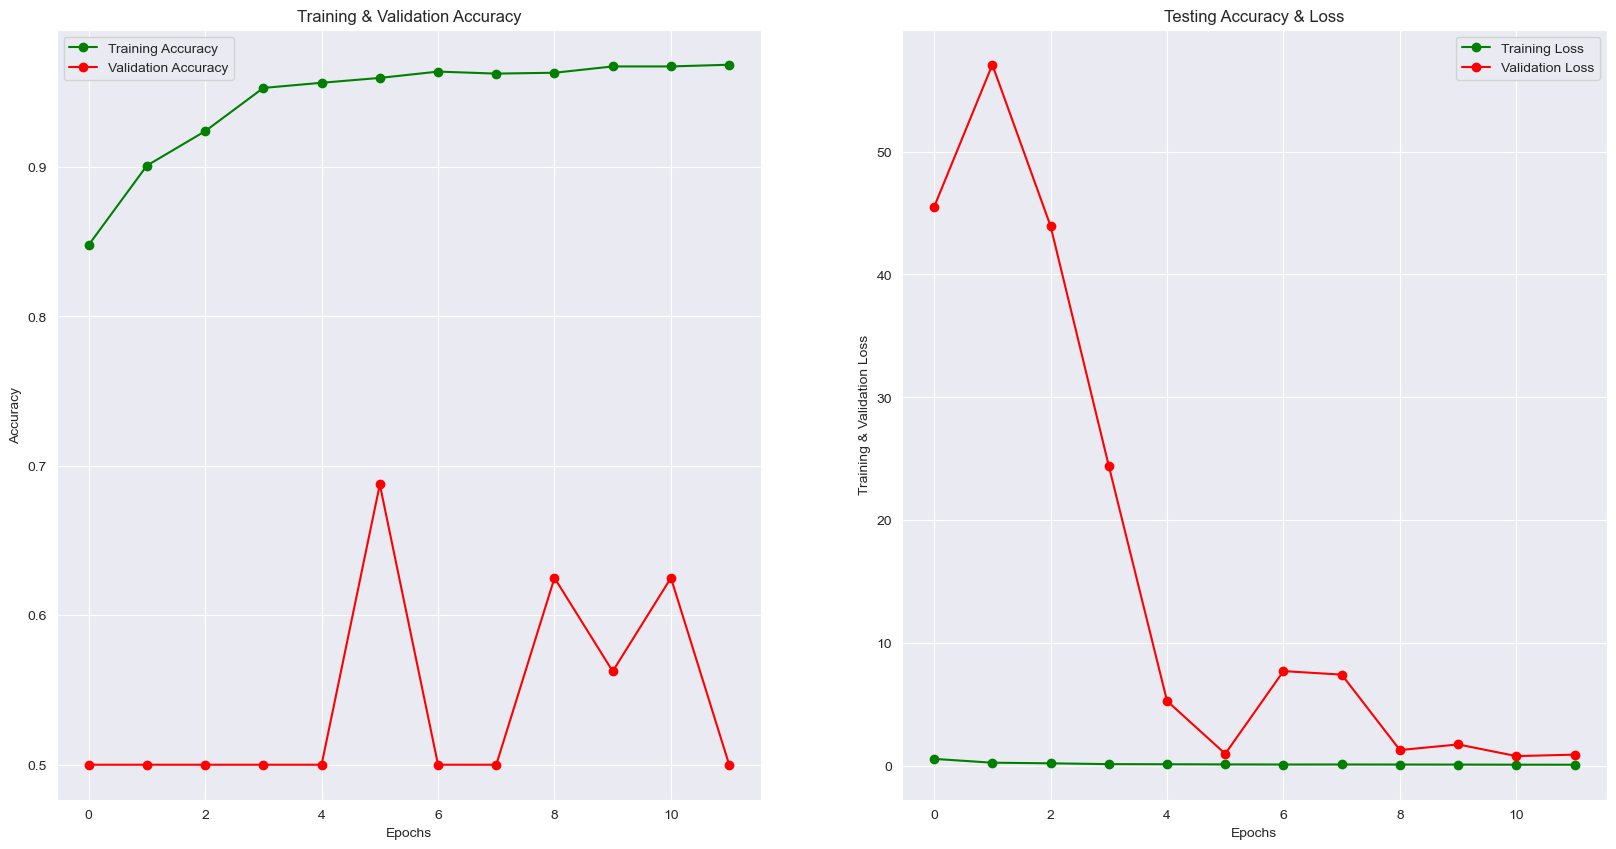 Training & Validation Accuracy
Training Accuracy
Validation Accuracy
0.9
0.8
0.7
0.6
0.5
Accuracy
0 2 4 6 8 10
Epochs
Testing Accuracy & Loss
Training Loss
Validation Loss
50
40
30
20
10
0
Training & Validation Loss
0 2 4 6 8 10
Epochs